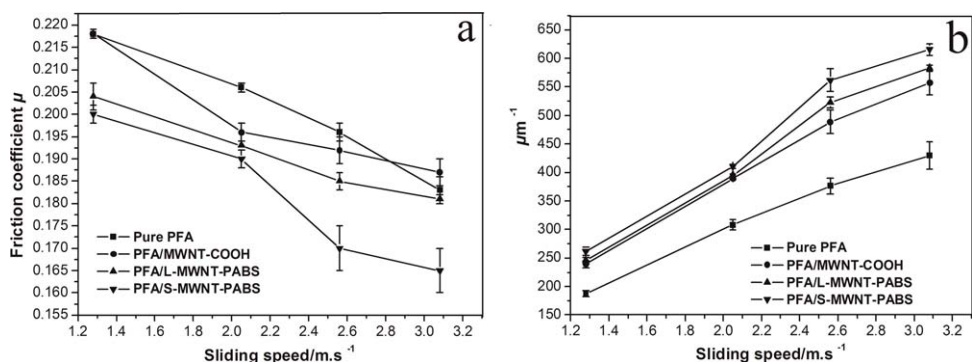 a
0.220
0.215
0.210
0.205
0.200
0.195
0.190
0.185
0.180
0.175
0.170
0.165
0.160
0.155
Friction coefficient μ
Pure PFA
PFA/MWNT-COOH
PFA/L-MWNT-PABS
PFA/S-MWNT-PABS
1.2 1.4 1.6 1.8 2.0 2.2 2.4 2.6 2.8 3.0 3.2
Sliding speed/m.s-1
b
650
600
550
500
450
400
350
300
250
200
150
μm-1
Pure PFA
PFA/MWNT-COOH
PFA/L-MWNT-PABS
PFA/S-MWNT-PABS
1.2 1.4 1.6 1.8 2.0 2.2 2.4 2.6 2.8 3.0 3.2
Sliding speed/m.s-1